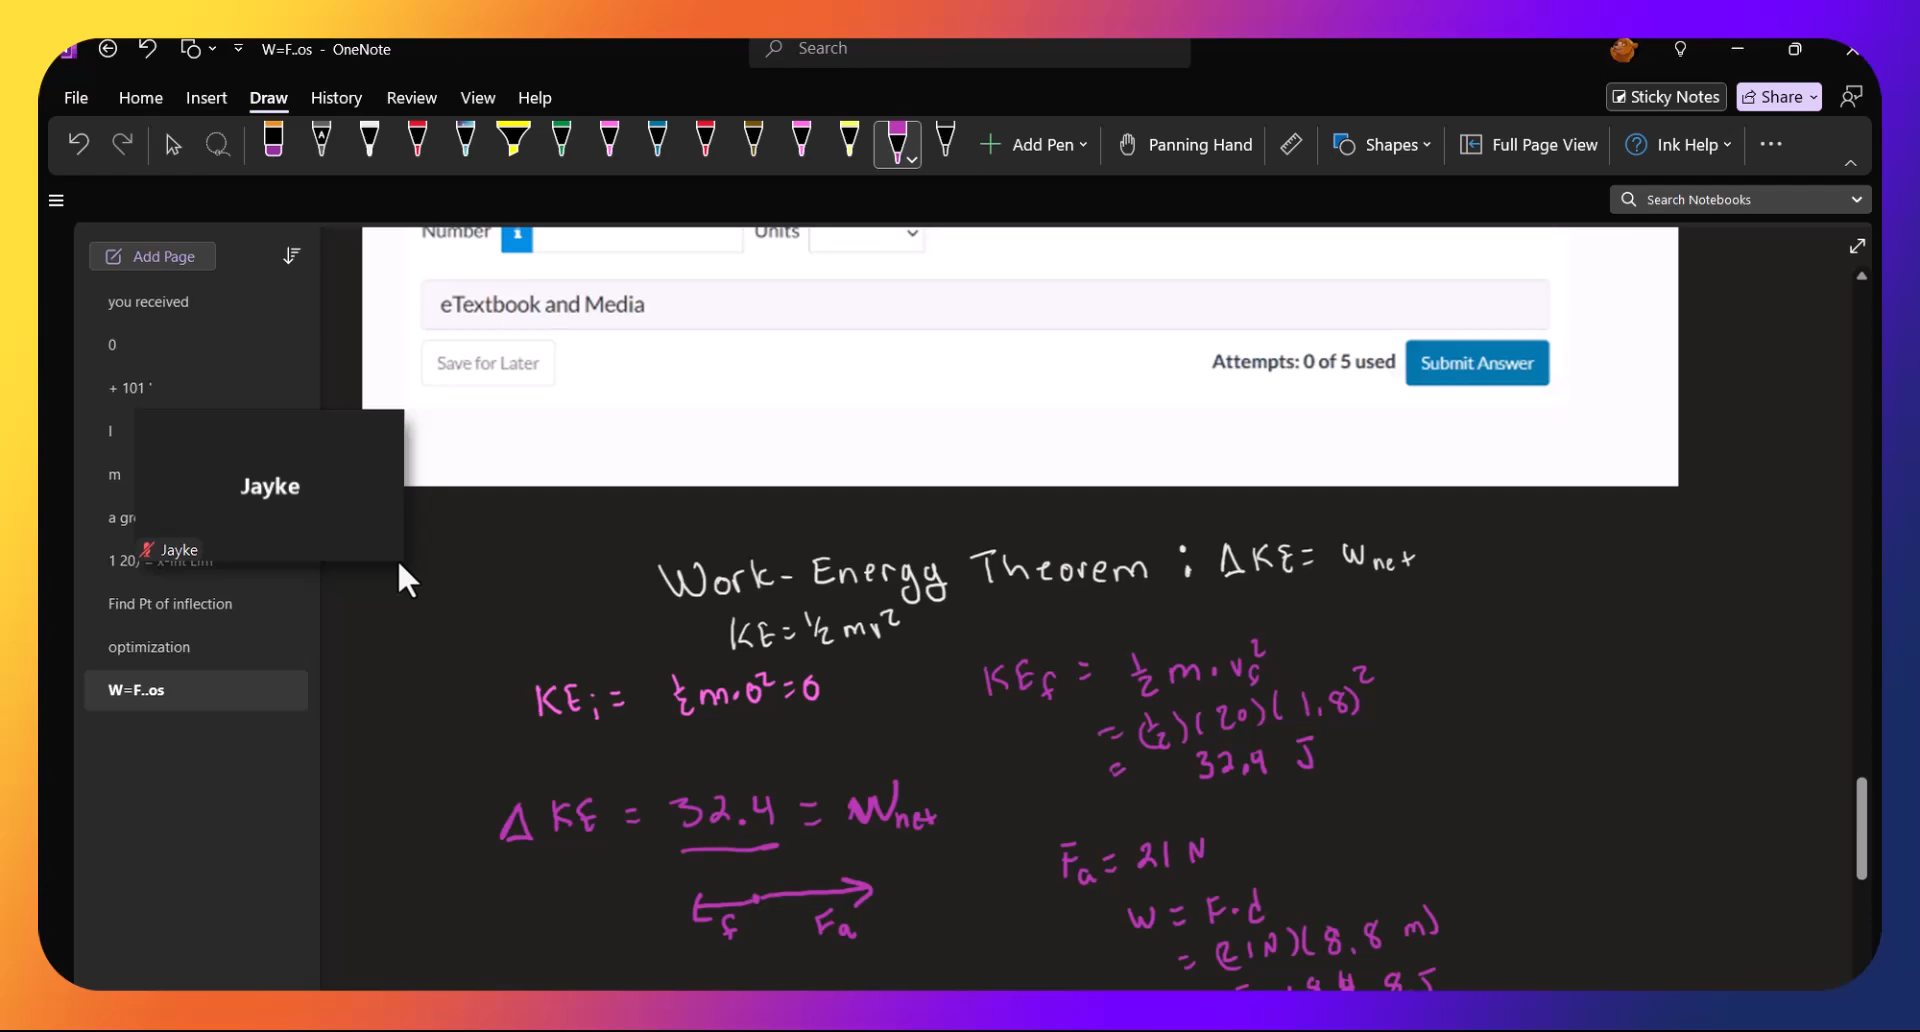 W=F..os - OneNote
Search
File Home Insert Draw History Review View Help
Sticky Notes Share
Add Pen Panning Hand Shapes Full Page View Ink Help
Search Notebooks
Add Page
you received
0
+ 101 '
I
m
a gr
1 20
Find Pt of inflection
optimization
W=F..os
Jayke
Jayke
Number Units
eTextbook and Media
Save for Later
Attempts: 0 of 5 used Submit Answer
Work-Energy Theorem : ΔKE = Wnet
KE = ½ mv²
KEi = ½ m·0² = 0
KEf = ½ m·vf²
= (½)(20)(1.8)²
= 32.4 J
ΔKE = 32.4 = Wnet
f Fa
Fa = 21 N
W = F·d
= (21N)(8.8 m)